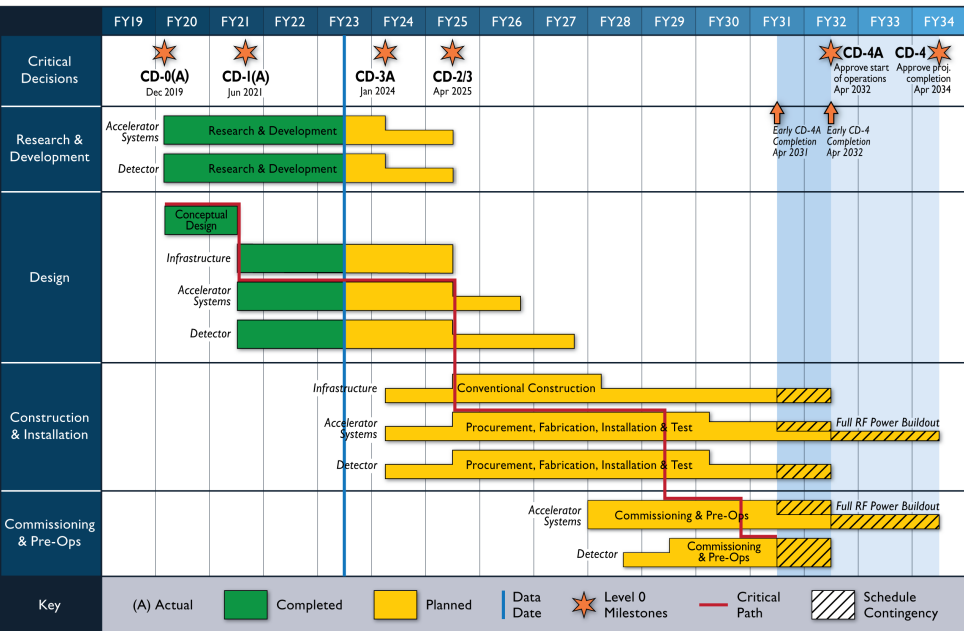 FY19 FY20 FY21 FY22 FY23 FY24 FY25 FY26 FY27 FY28 FY29 FY30 FY31 FY32 FY33 FY34
Critical
Decisions
CD-0(A)
Dec 2019
CD-1(A)
Jun 2021
CD-3A
Jan 2024
CD-2/3
Apr 2025
CD-4A
Approve start
of operations
Apr 2032
CD-4
Approve proj.
completion
Apr 2034
Early CD-4A
Completion
Apr 2031
Early CD-4
Completion
Apr 2032
Research &
Development
Accelerator
Systems
Research & Development
Detector
Research & Development
Design
Conceptual
Design
Infrastructure
Accelerator
Systems
Detector
Construction
& Installation
Infrastructure
Conventional Construction
Accelerator
Systems
Procurement, Fabrication, Installation & Test
Full RF Power Buildout
Detector
Procurement, Fabrication, Installation & Test
Commissioning
& Pre-Ops
Accelerator
Systems
Commissioning & Pre-Ops
Full RF Power Buildout
Detector
Commissioning
& Pre-Ops
Key
(A) Actual
Completed
Planned
Data
Date
Level 0
Milestones
Critical
Path
Schedule
Contingency